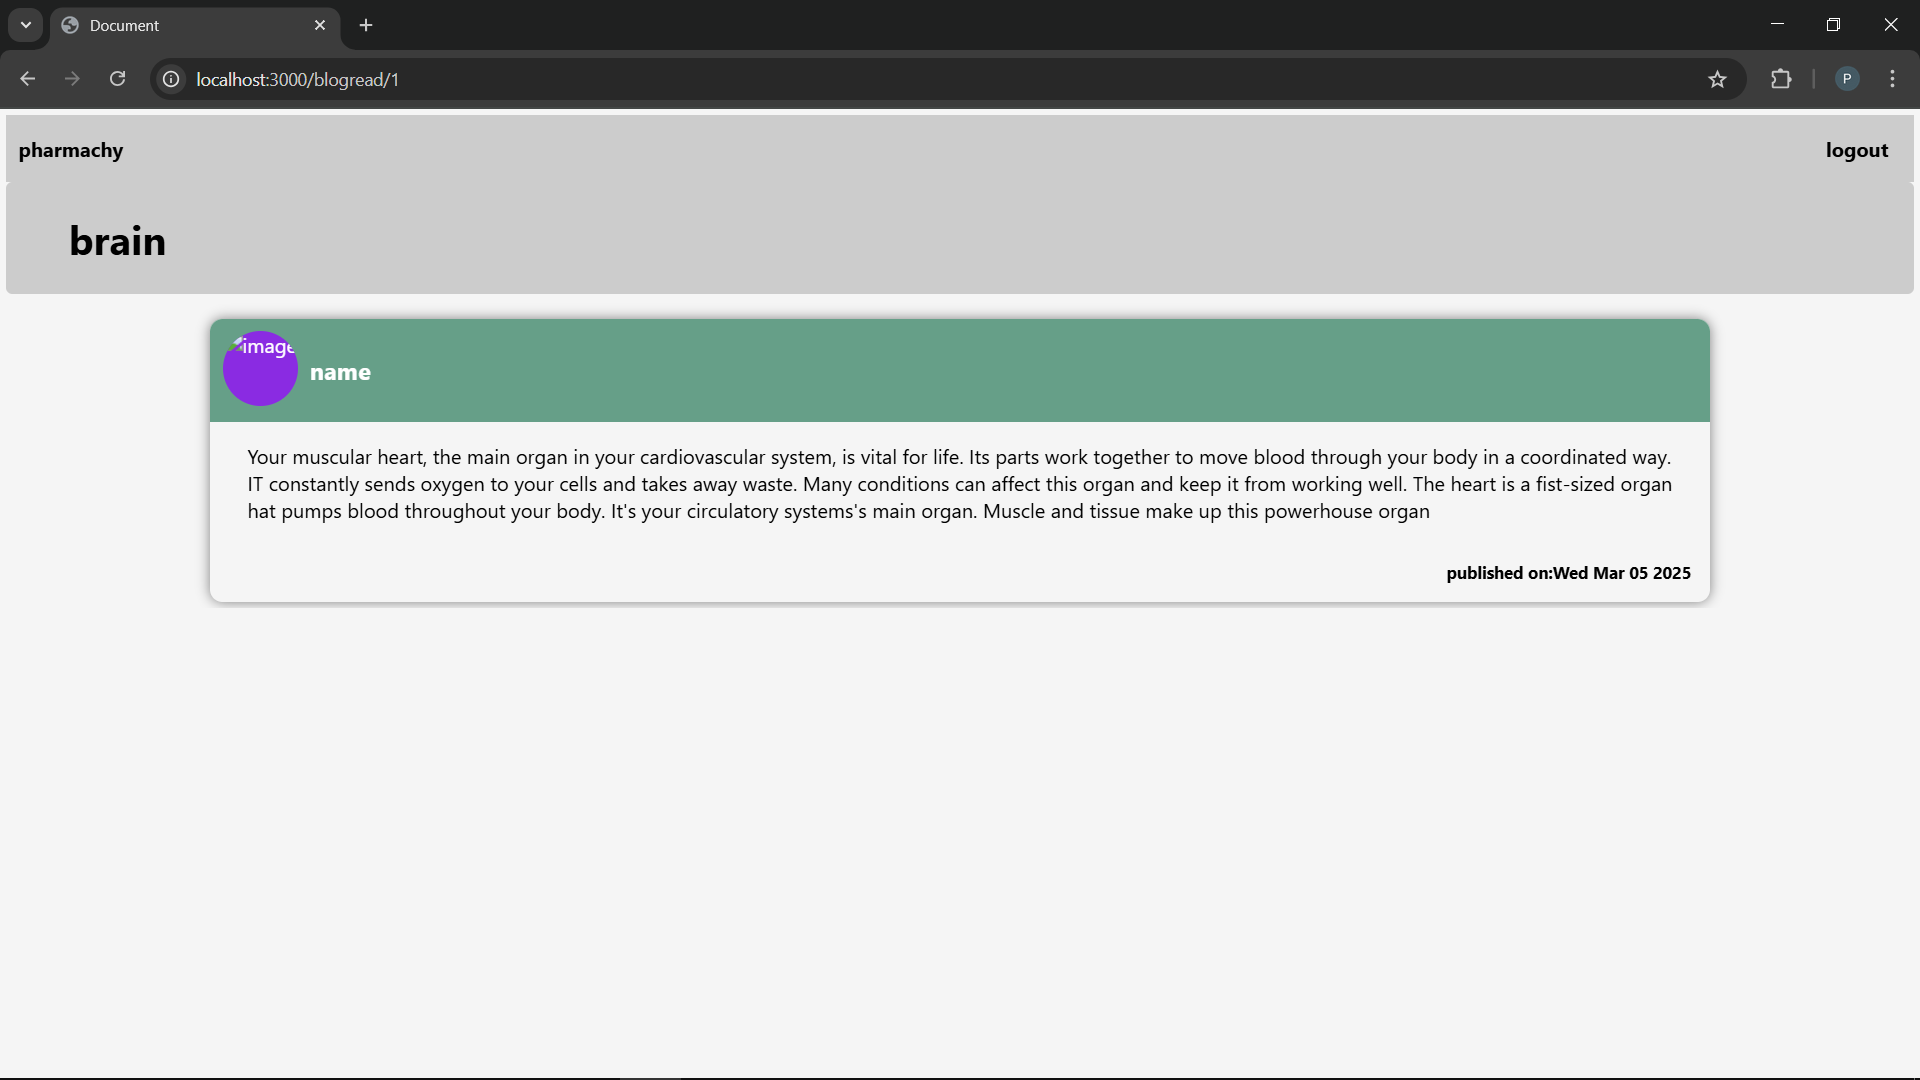 Document
localhost:3000/blogread/1
P
pharmachy
logout
brain
image
name
Your muscular heart, the main organ in your cardiovascular system, is vital for life. Its parts work together to move blood through your body in a coordinated way.
IT constantly sends oxygen to your cells and takes away waste. Many conditions can affect this organ and keep it from working well. The heart is a fist-sized organ
hat pumps blood throughout your body. It's your circulatory systems's main organ. Muscle and tissue make up this powerhouse organ
published on:Wed Mar 05 2025